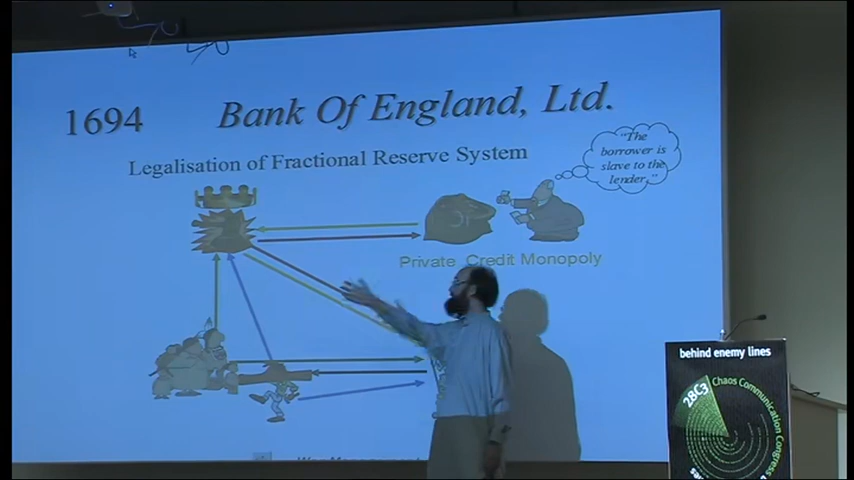 1694
Bank Of England, Ltd.
Legalisation of Fractional Reserve System
"The
borrower is
slave to the
lender."
Private Credit Monopoly
behind enemy lines
28C3
Chaos Communication